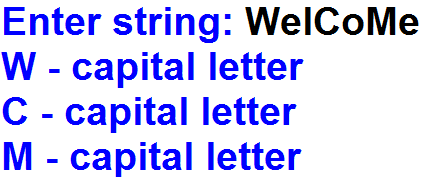 Enter string: WelCoMe
W - capital letter
C - capital letter
M - capital letter